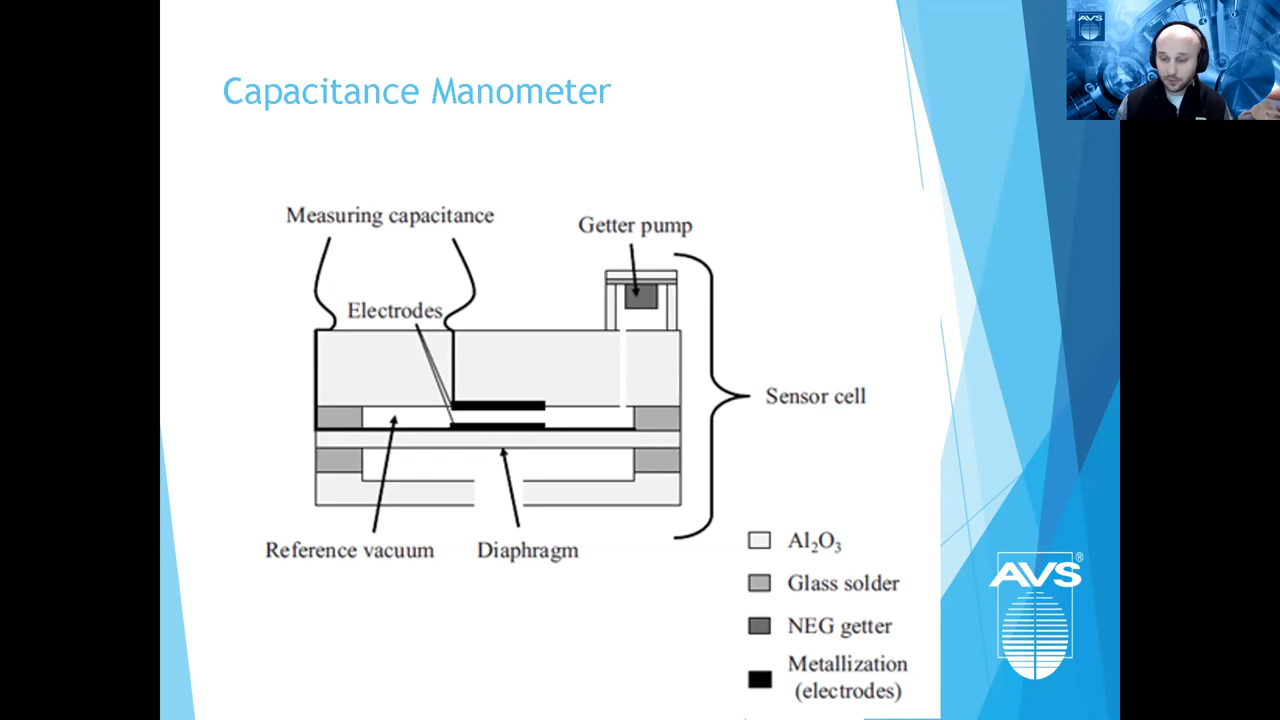 Capacitance Manometer
Measuring capacitance
Getter pump
Electrodes
Sensor cell
Reference vacuum
Diaphragm
Al₂O₃
Glass solder
NEG getter
Metallization
(electrodes)
AVS®
AVS